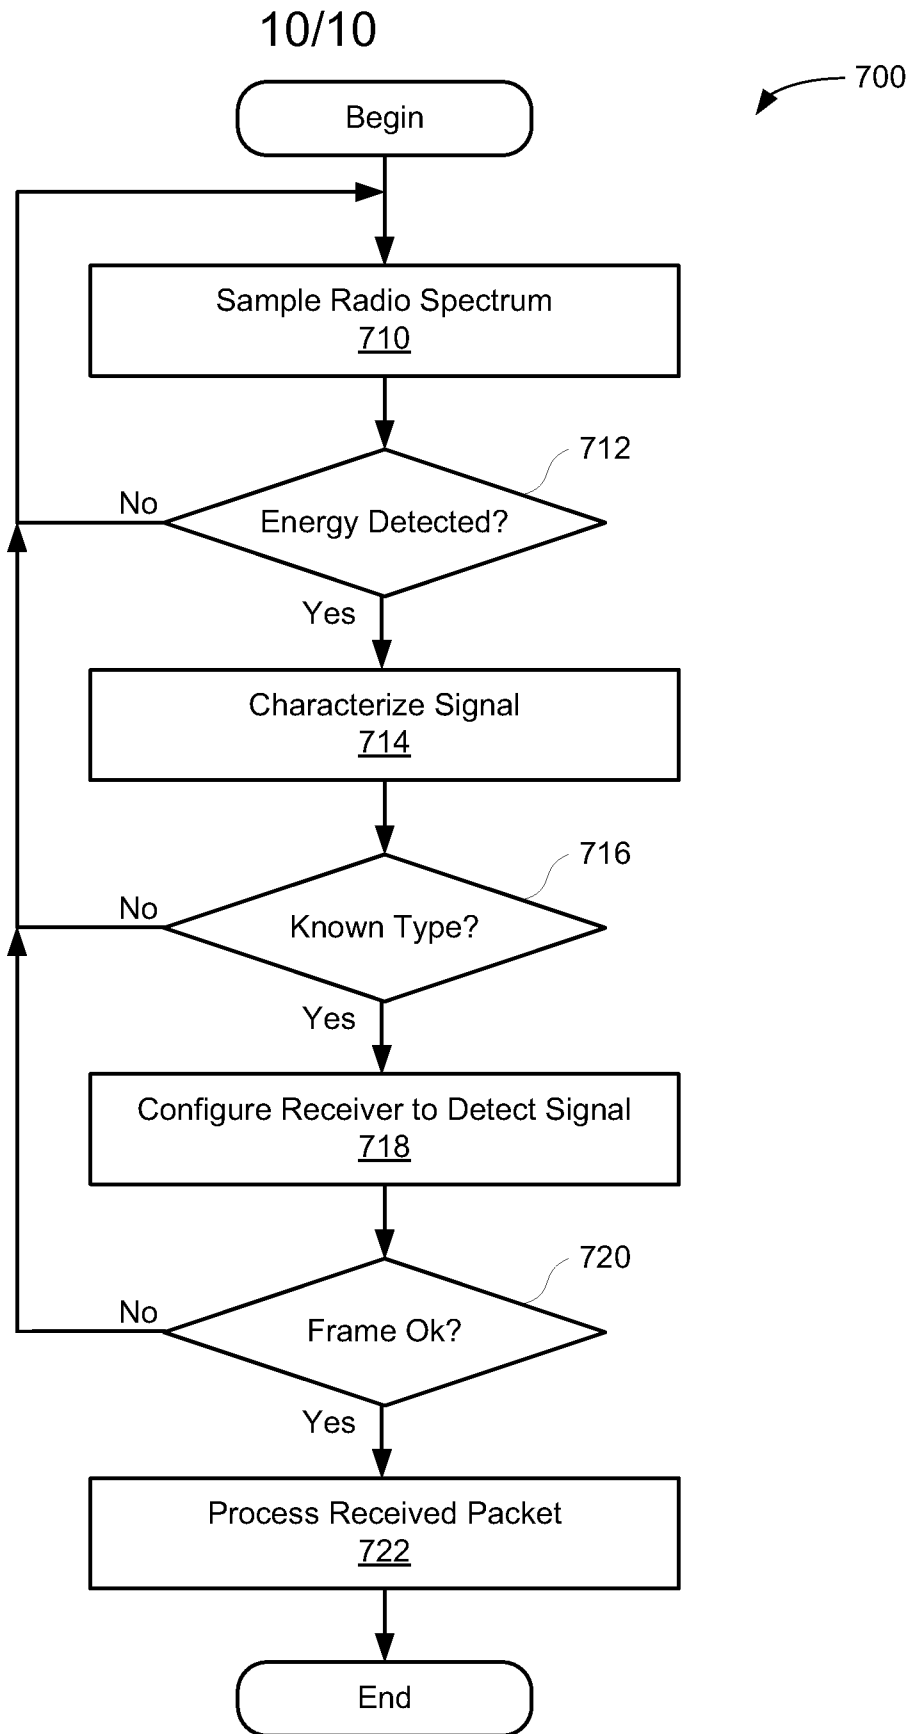 10/10
700
Begin
Sample Radio Spectrum
710
712
Energy Detected?
No
Yes
Characterize Signal
714
716
Known Type?
No
Yes
Configure Receiver to Detect Signal
718
720
Frame Ok?
No
Yes
Process Received Packet
722
End